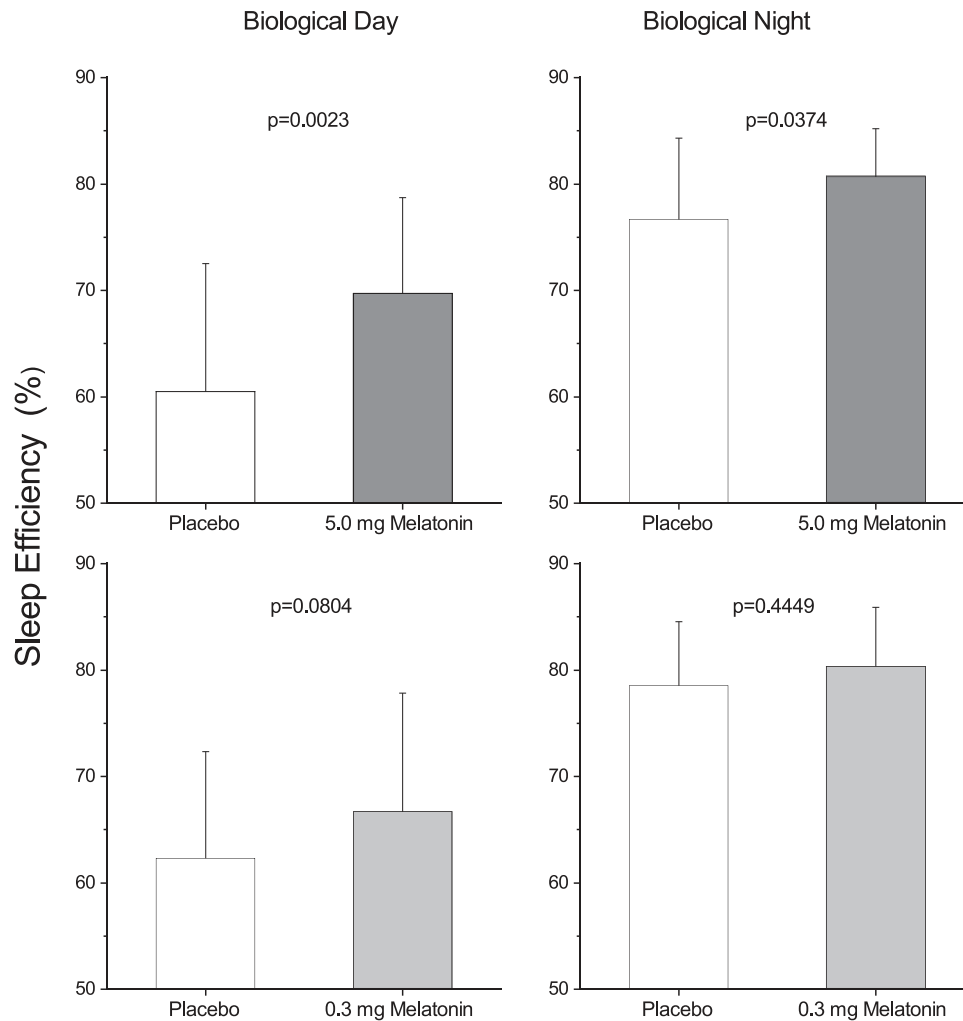 Biological Day
Biological Night
Sleep Efficiency (%)
90
80
70
60
50
p=0.0023
Placebo
5.0 mg Melatonin
90
80
70
60
50
p=0.0374
Placebo
5.0 mg Melatonin
90
80
70
60
50
p=0.0804
Placebo
0.3 mg Melatonin
90
80
70
60
50
p=0.4449
Placebo
0.3 mg Melatonin